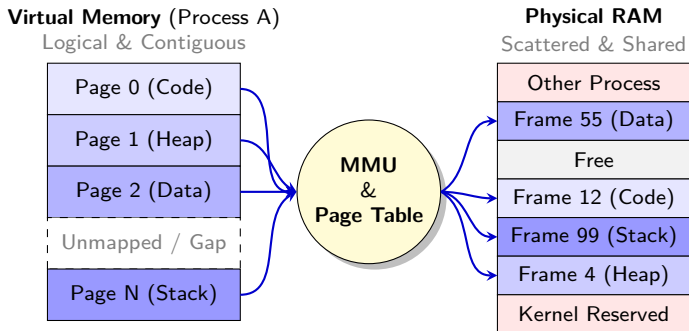 Virtual Memory (Process A)
Logical & Contiguous
Page 0 (Code)
Page 1 (Heap)
Page 2 (Data)
Unmapped / Gap
Page N (Stack)
MMU
&
Page Table
Physical RAM
Scattered & Shared
Other Process
Frame 55 (Data)
Free
Frame 12 (Code)
Frame 99 (Stack)
Frame 4 (Heap)
Kernel Reserved